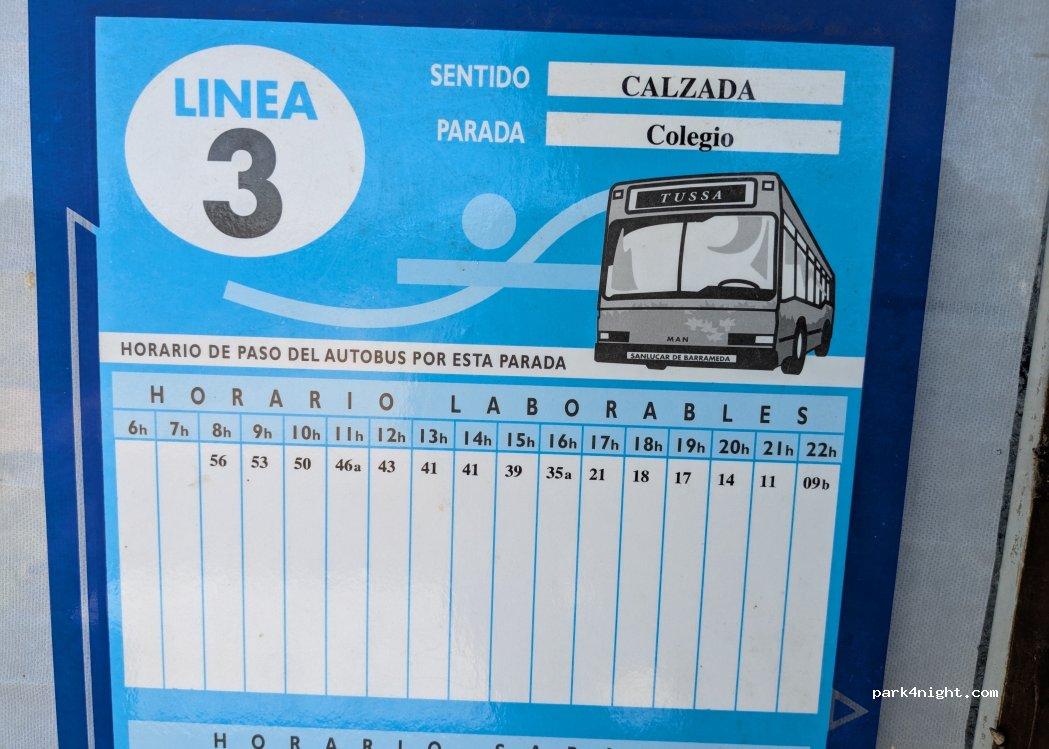 LINEA
3
SENTIDO CALZADA
PARADA Colegio
TUSSA
MAN
SANLUCAR DE BARRAMEDA
HORARIO DE PASO DEL AUTOBUS POR ESTA PARADA
HORARIO LABORABLES
6h 7h 8h 9h 10h 11h 12h 13h 14h 15h 16h 17h 18h 19h 20h 21h 22h
56 53 50 46a 43 41 41 39 35a 21 18 17 14 11 09b
HORARIO
park4night.com